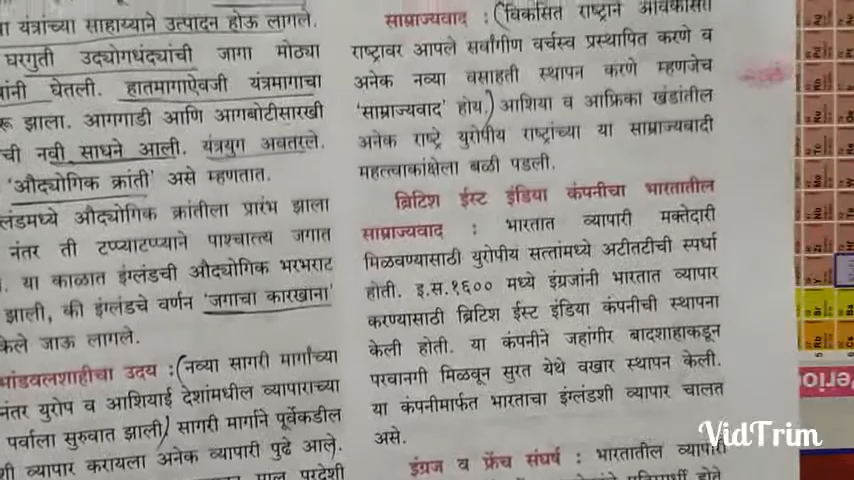 यंत्रांच्या साहाय्याने उत्पादन होऊ लागले.
घरगुती उद्योगधंद्यांची जागा मोठ्या
घेतली. हातमागाऐवजी यंत्रमागाचा
झाला. आगगाडी आणि आगबोटीसारखी
ची नवी साधने आली. यंत्रयुग अवतरले.
'औद्योगिक क्रांती' असे म्हणतात.
लंडमध्ये औद्योगिक क्रांतीला प्रारंभ झाला
नंतर ती टप्प्याटप्प्याने पाश्चात्त्य जगात
. या काळात इंग्लंडची औद्योगिक भरभराट
झाली, की इंग्लंडचे वर्णन 'जगाचा कारखाना'
केले जाऊ लागले.
मांडवलशाहीचा उदय : (नव्या सागरी मार्गांच्या
नंतर युरोप व आशियाई देशांमधील व्यापाराच्या
पर्वाला सुरुवात झाली) सागरी मार्गाने पूर्वेकडील
शी व्यापार करायला अनेक व्यापारी पुढे आले.
माल परदेशी
साम्राज्यवाद : (विकसित राष्ट्राने अविकसित
राष्ट्रावर आपले सर्वांगीण वर्चस्व प्रस्थापित करणे व
अनेक नव्या वसाहती स्थापन करणे म्हणजेच
'साम्राज्यवाद' होय.) आशिया व आफ्रिका खंडांतील
अनेक राष्ट्रे युरोपीय राष्ट्रांच्या या साम्राज्यवादी
महत्त्वाकांक्षेला बळी पडली.
ब्रिटिश ईस्ट इंडिया कंपनीचा भारतातील
साम्राज्यवाद : भारतात व्यापारी मक्तेदारी
मिळवण्यासाठी युरोपीय सत्तांमध्ये अटीतटीची स्पर्धा
होती. इ.स.१६०० मध्ये इंग्रजांनी भारतात व्यापार
करण्यासाठी ब्रिटिश ईस्ट इंडिया कंपनीची स्थापना
केली होती. या कंपनीने जहांगीर बादशाहाकडून
परवानगी मिळवून सुरत येथे वखार स्थापन केली.
या कंपनीमार्फत भारताचा इंग्लंडशी व्यापार चालत
असे.
इंग्रज व फ्रेंच संघर्ष : भारतातील व्यापारी
VidTrim